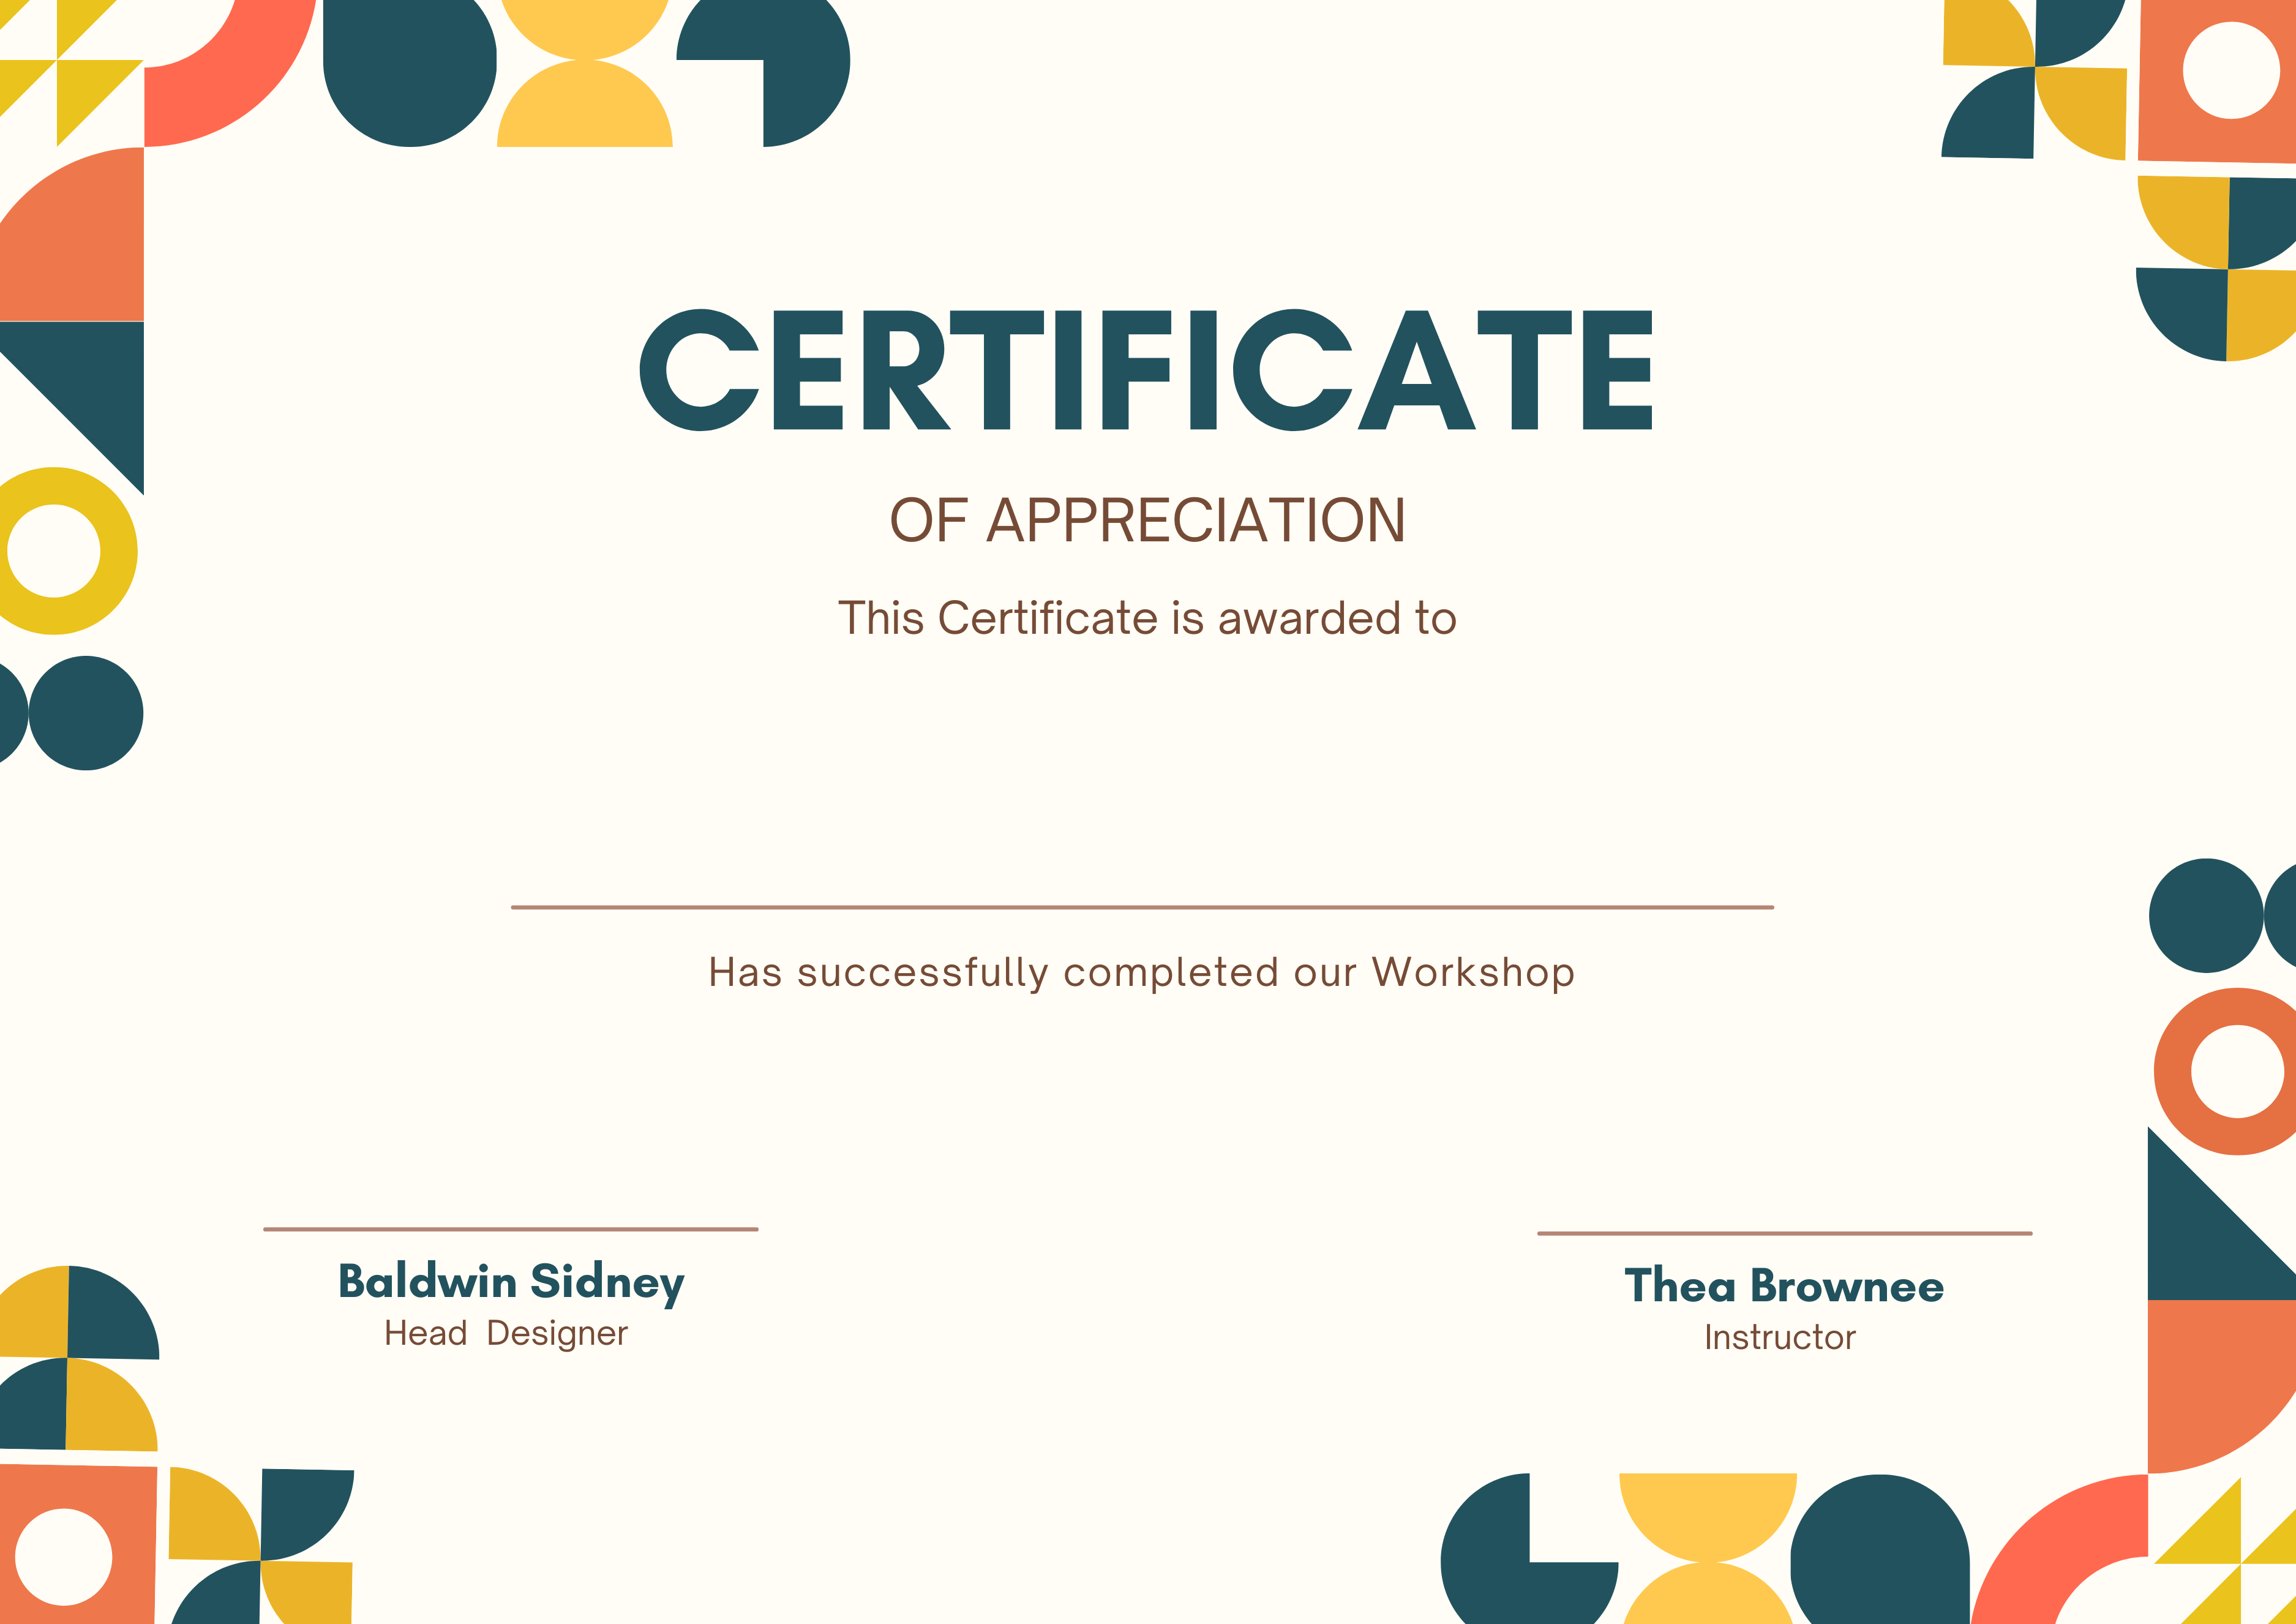 CERTIFICATE
OF APPRECIATION
This Certificate is awarded to
Has successfully completed our Workshop
Baldwin Sidney
Head Designer
Thea Brownee
Instructor